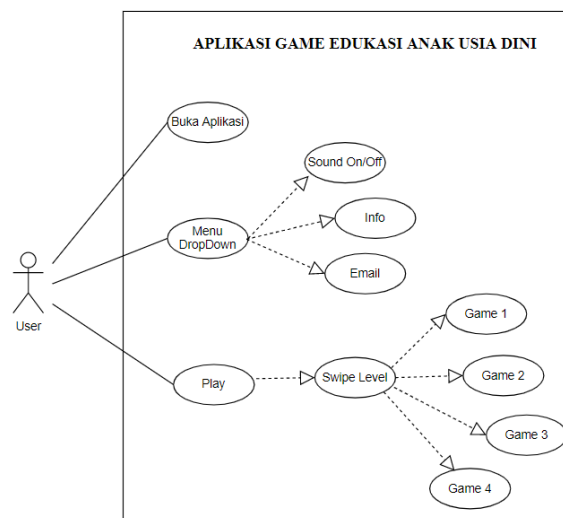 APLIKASI GAME EDUKASI ANAK USIA DINI
Buka Aplikasi
Sound On/Off
Menu
DropDown
Info
Email
User
Play
Swipe Level
Game 1
Game 2
Game 3
Game 4